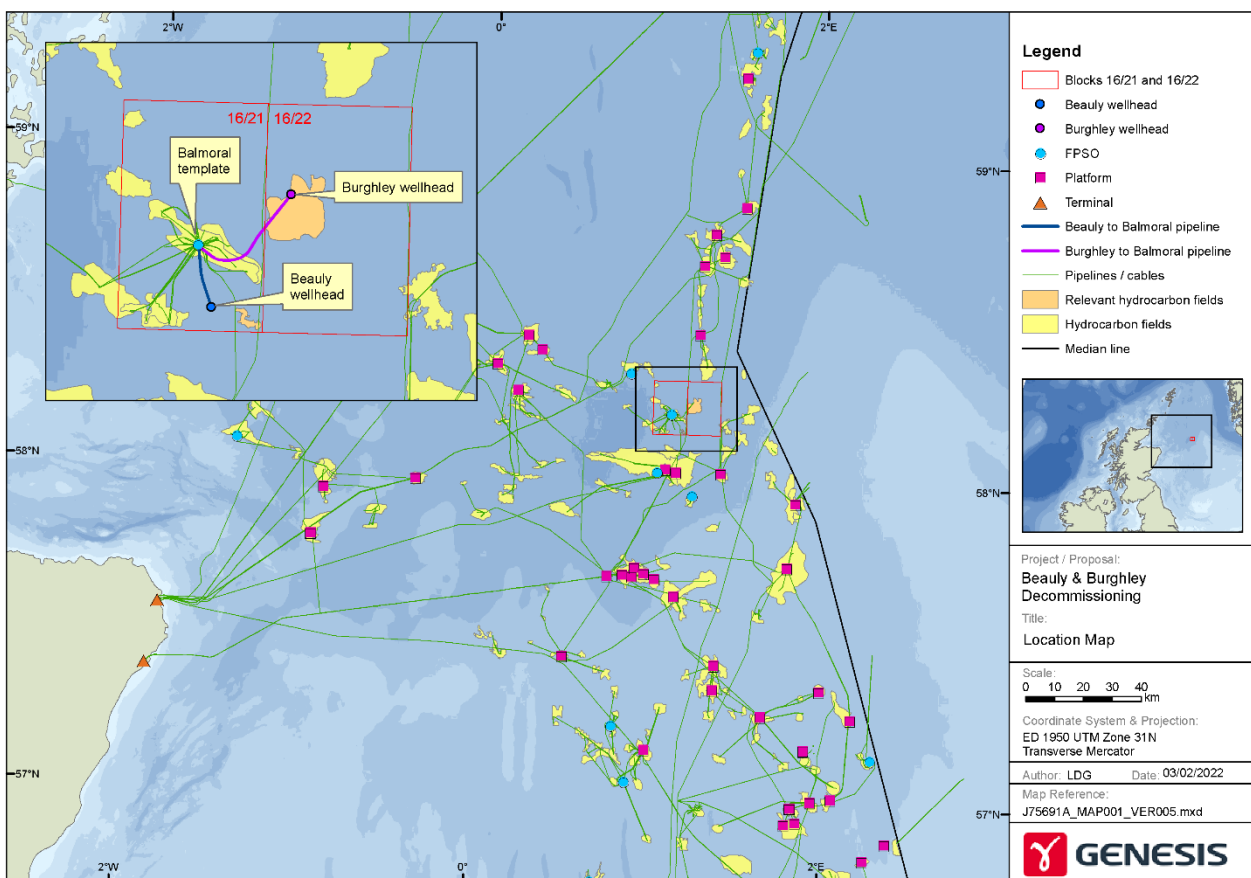 2°W
0°
2°E
59°N
59°N
58°N
58°N
57°N
57°N
2°W
0°
2°E
16/21
16/22
Balmoral
template
Burghley wellhead
Beauly
wellhead
Legend
Blocks 16/21 and 16/22
Beauly wellhead
Burghley wellhead
FPSO
Platform
Terminal
Beauly to Balmoral pipeline
Burghley to Balmoral pipeline
Pipelines / cables
Relevant hydrocarbon fields
Hydrocarbon fields
Median line
Project / Proposal:
Beauly & Burghley
Decommissioning
Title:
Location Map
Scale:
0 10 20 30 40
km
Coordinate System & Projection:
ED 1950 UTM Zone 31N
Transverse Mercator
Author: LDG Date: 03/02/2022
Map Reference:
J75691A_MAP001_VER005.mxd
GENESIS